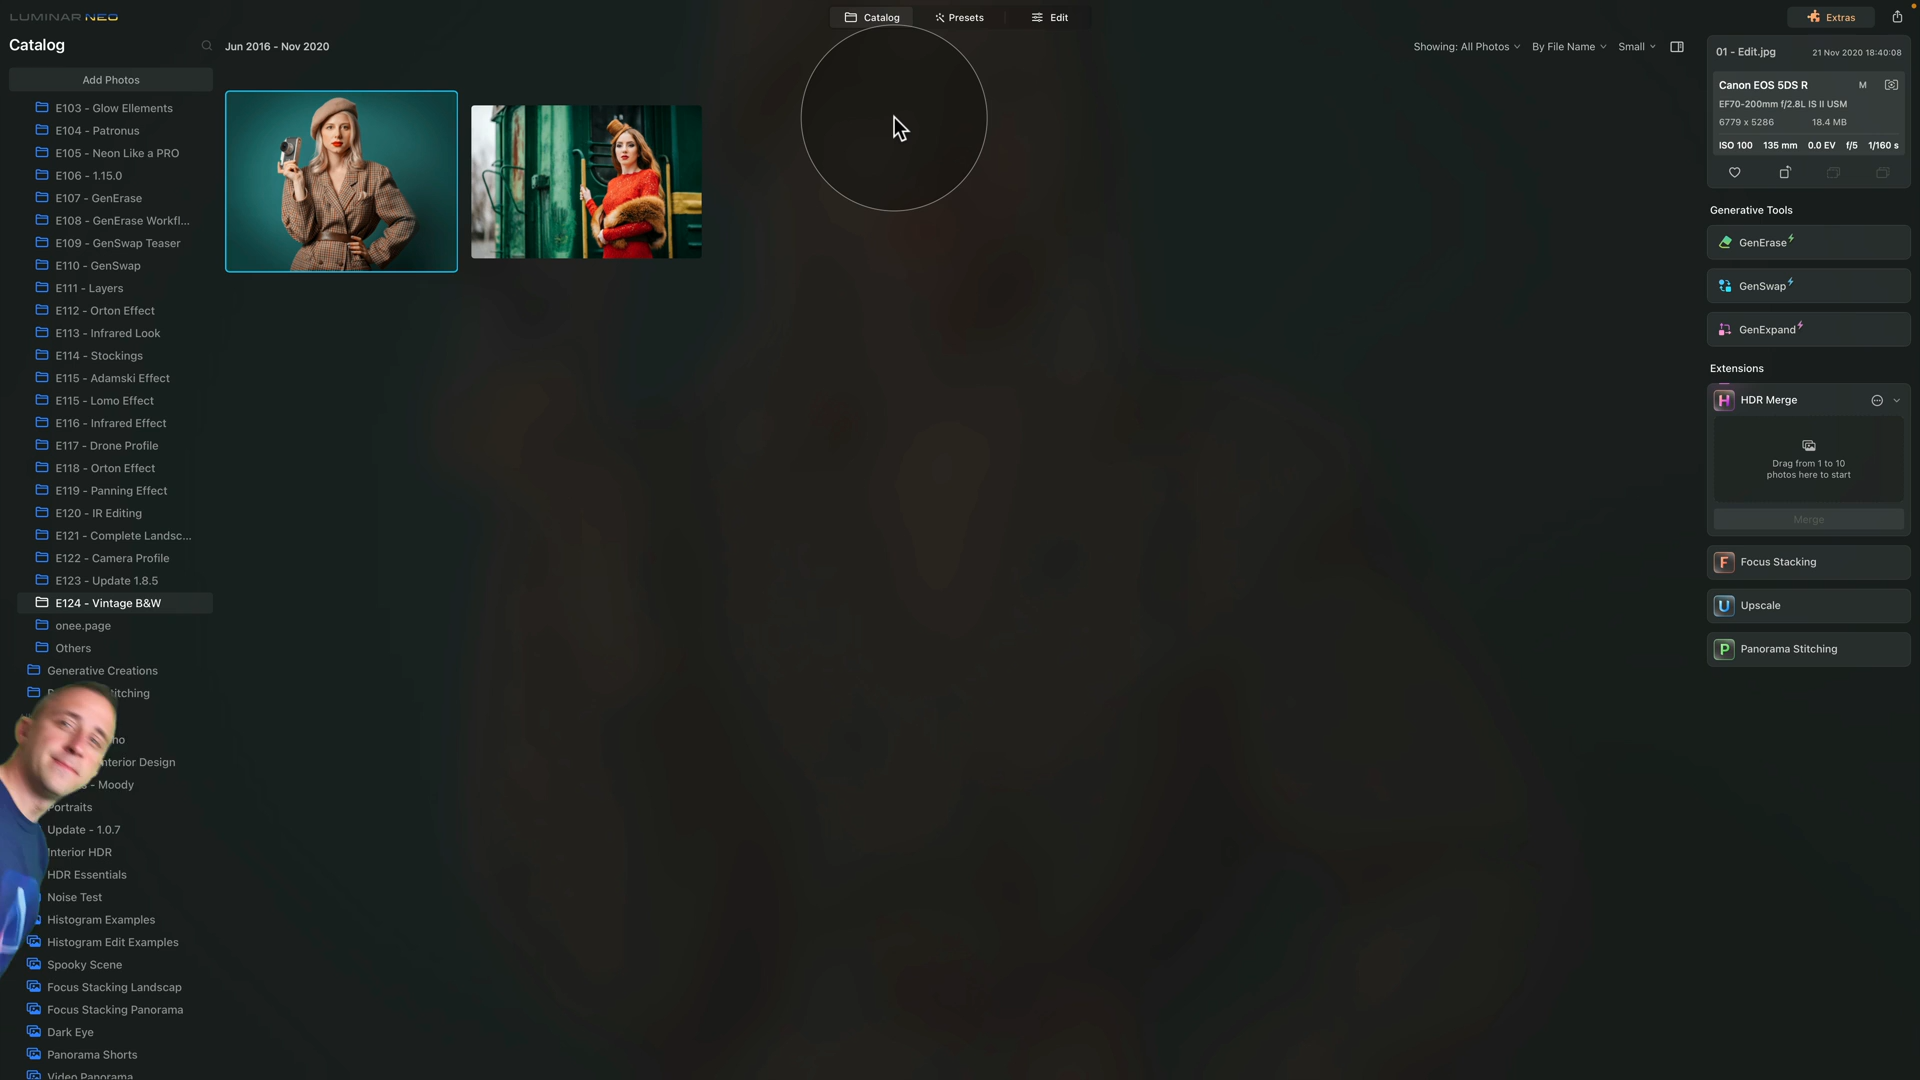 LUMINAR NEO
Catalog
Presets
Edit
Extras
Catalog
Jun 2016 - Nov 2020
Showing: All Photos
By File Name
Small
Add Photos
E103 - Glow Ellements
E104 - Patronus
E105 - Neon Like a PRO
E106 - 1.15.0
E107 - GenErase
E108 - GenErase Workfl...
E109 - GenSwap Teaser
E110 - GenSwap
E111 - Layers
E112 - Orton Effect
E113 - Infrared Look
E114 - Stockings
E115 - Adamski Effect
E115 - Lomo Effect
E116 - Infrared Effect
E117 - Drone Profile
E118 - Orton Effect
E119 - Panning Effect
E120 - IR Editing
E121 - Complete Landsc...
E122 - Camera Profile
E123 - Update 1.8.5
E124 - Vintage B&W
onee.page
Others
Generative Creations
nterior Design
- Moody
Portraits
Update - 1.0.7
Interior HDR
HDR Essentials
Noise Test
Histogram Examples
Histogram Edit Examples
Spooky Scene
Focus Stacking Landscap
Focus Stacking Panorama
Dark Eye
Panorama Shorts
Video Panorama
01 - Edit.jpg
21 Nov 2020 18:40:08
Canon EOS 5DS R
M
EF70-200mm f/2.8L IS II USM
6779 x 5286
18.4 MB
ISO 100
135 mm
0.0 EV
f/5
1/160 s
Generative Tools
GenErase
GenSwap
GenExpand
Extensions
H
HDR Merge
Drag from 1 to 10
photos here to start
Merge
F
Focus Stacking
U
Upscale
P
Panorama Stitching